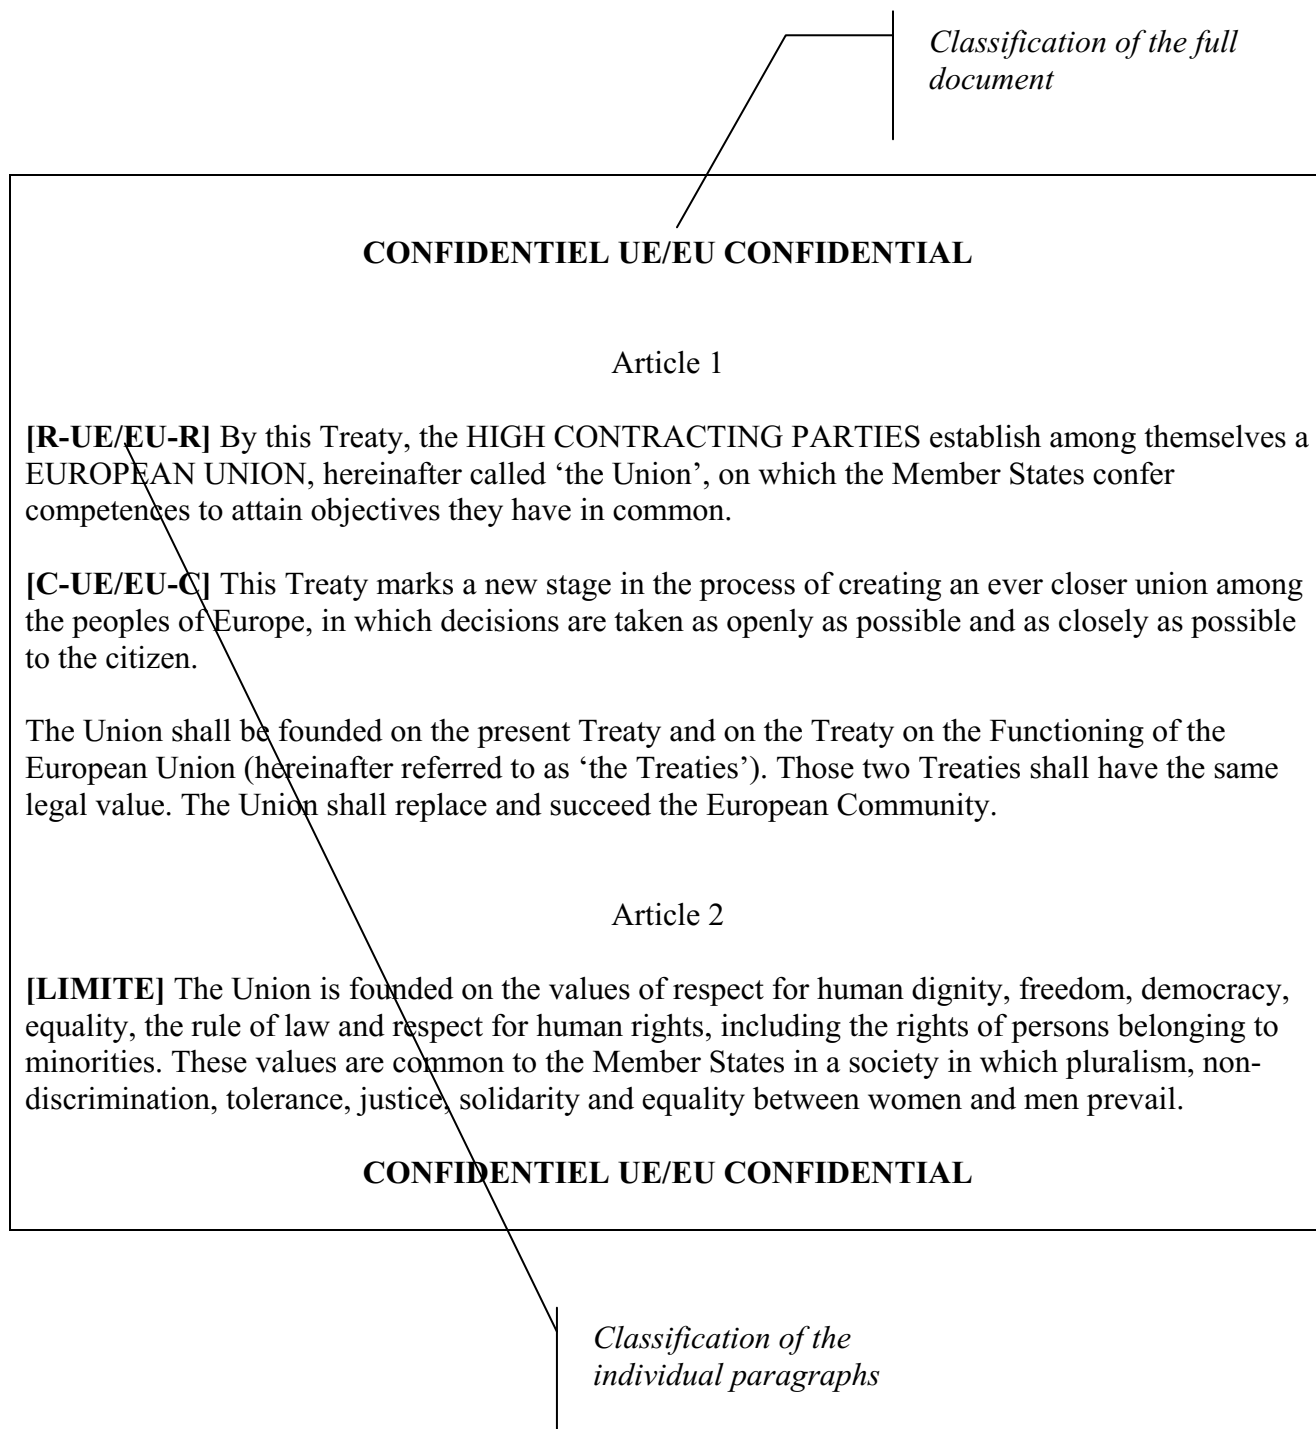 Classification of the full
document
CONFIDENTIEL UE/EU CONFIDENTIAL
Article 1
[R-UE/EU-R] By this Treaty, the HIGH CONTRACTING PARTIES establish among themselves a
EUROPEAN UNION, hereinafter called ‘the Union’, on which the Member States confer
competences to attain objectives they have in common.
[C-UE/EU-C] This Treaty marks a new stage in the process of creating an ever closer union among
the peoples of Europe, in which decisions are taken as openly as possible and as closely as possible
to the citizen.
The Union shall be founded on the present Treaty and on the Treaty on the Functioning of the
European Union (hereinafter referred to as ‘the Treaties’). Those two Treaties shall have the same
legal value. The Union shall replace and succeed the European Community.
Article 2
[LIMITE] The Union is founded on the values of respect for human dignity, freedom, democracy,
equality, the rule of law and respect for human rights, including the rights of persons belonging to
minorities. These values are common to the Member States in a society in which pluralism, non-
discrimination, tolerance, justice, solidarity and equality between women and men prevail.
CONFIDENTIEL UE/EU CONFIDENTIAL
Classification of the
individual paragraphs